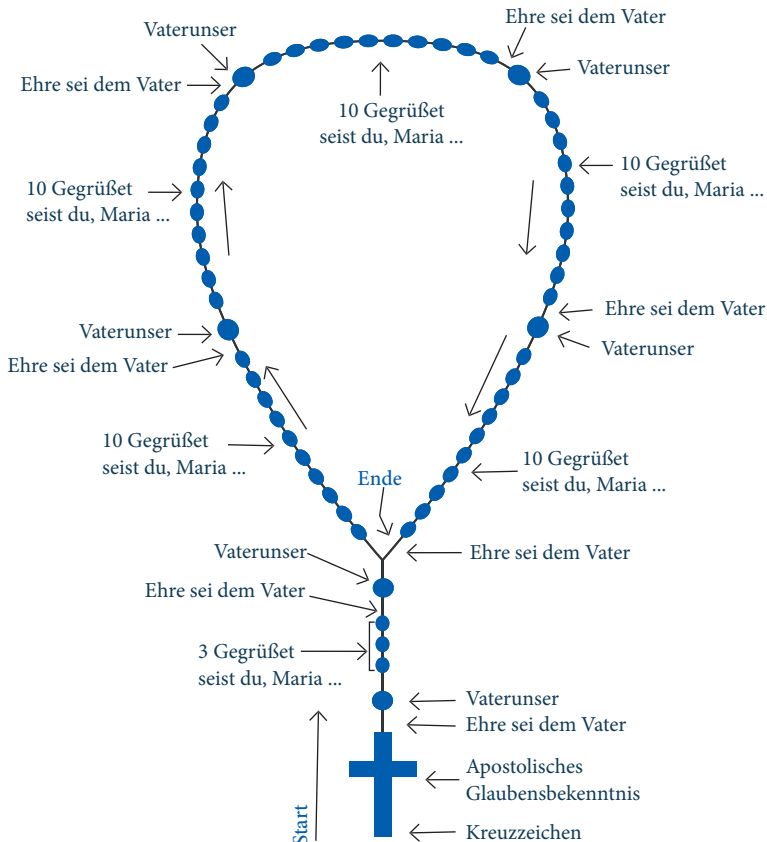 Ehre sei dem Vater
Vaterunser
Vaterunser
Ehre sei dem Vater
10 Gegrüßet
seist du, Maria ...
10 Gegrüßet
seist du, Maria ...
10 Gegrüßet
seist du, Maria ...
Ehre sei dem Vater
Vaterunser
Vaterunser
Ehre sei dem Vater
10 Gegrüßet
seist du, Maria ...
10 Gegrüßet
seist du, Maria ...
Ende
Vaterunser
Ehre sei dem Vater
Ehre sei dem Vater
3 Gegrüßet
seist du, Maria ...
Vaterunser
Ehre sei dem Vater
Apostolisches
Glaubensbekenntnis
Start
Kreuzzeichen